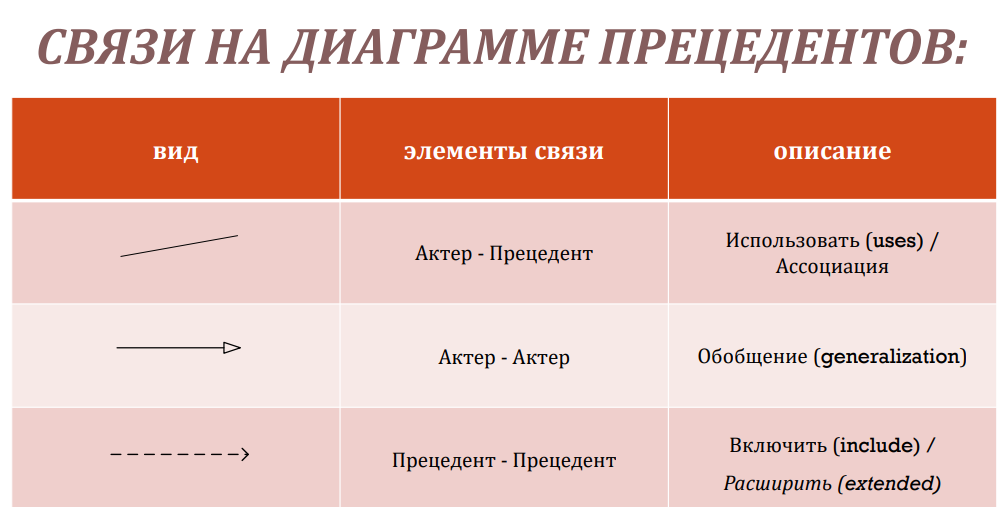 СВЯЗИ НА ДИАГРАММЕ ПРЕЦЕДЕНТОВ:
вид
элементы связи
описание
Актер - Прецедент
Использовать (uses) /
Ассоциация
Актер - Актер
Обобщение (generalization)
Прецедент - Прецедент
Включить (include) /
Расширить (extended)